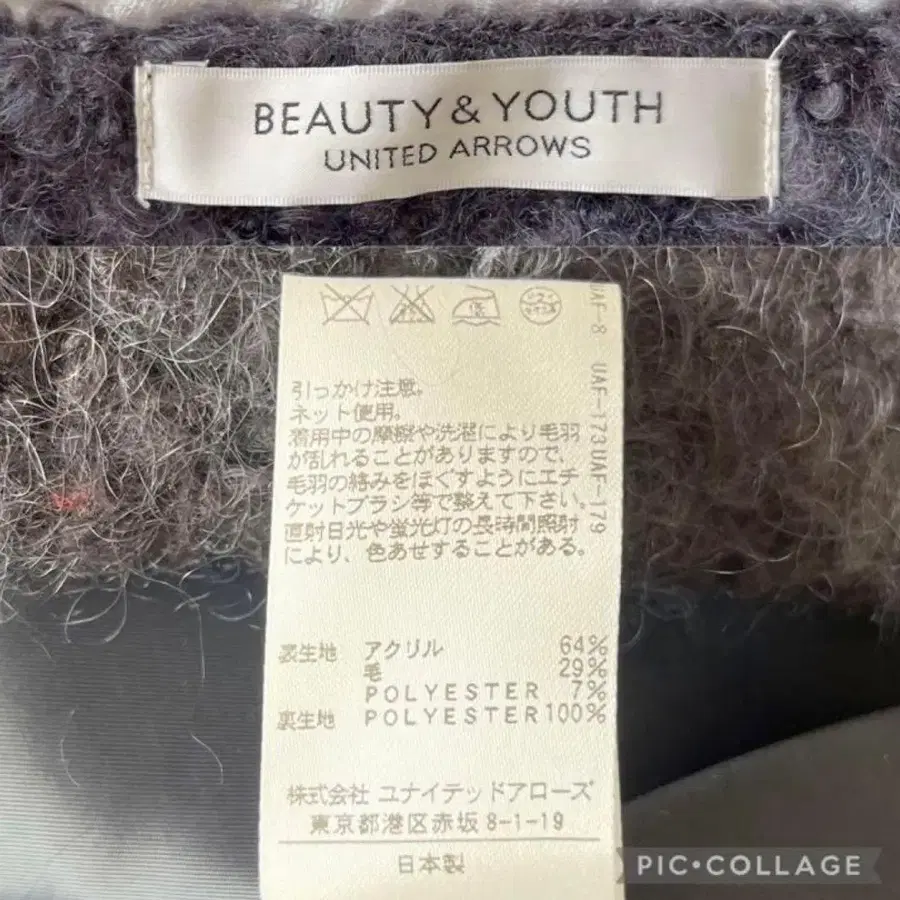 BEAUTY & YOUTH
UNITED ARROWS
UAF-8 UAF-173UAF-179
引っかけ注意。
ネット使用。
着用中の摩擦や洗濯により毛羽
が乱れることがありますので、
毛羽の絡みをほぐすようにエチ
ケットブラシ等で整えて下さい。
直射日光や蛍光灯の長時間照射
により、色あせすることがある。
表生地 アクリル 64%
毛 29%
POLYESTER 7%
裏生地 POLYESTER 100%
株式会社 ユナイテッドアローズ
東京都港区赤坂 8-1-19
日本製
PIC•COLLAGE